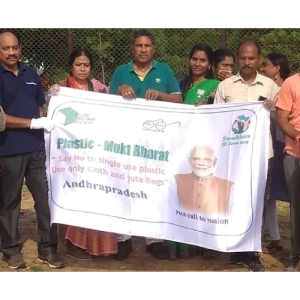 Plastic - Mukt Bharat
" Say No to single use plastic
Use only cloth and jute Bags"
Andhrapradesh
PM's call to nation